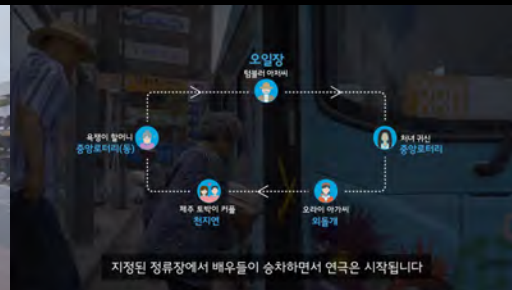 오일장
텀블러 아저씨
욕쟁이 할머니
중앙로터리(동)
처녀 귀신
중앙로터리
제주 토박이 커플
천지연
오라이 아가씨
외돌개
지정된 정류장에서 배우들이 승차하면서 연극은 시작됩니다